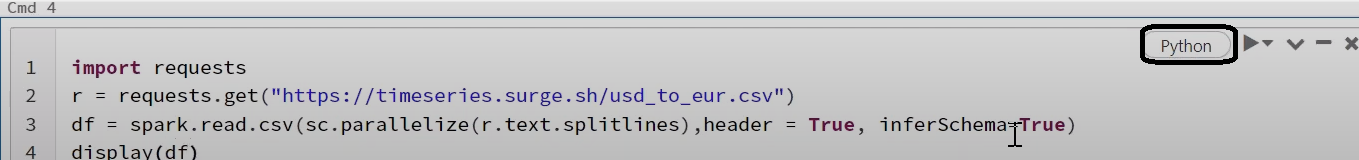 Cmd 4
Python
1 import requests
2 r = requests.get("https://timeseries.surge.sh/usd_to_eur.csv")
3 df = spark.read.csv(sc.parallelize(r.text.splitlines),header = True, inferSchema=True)
4 display(df)